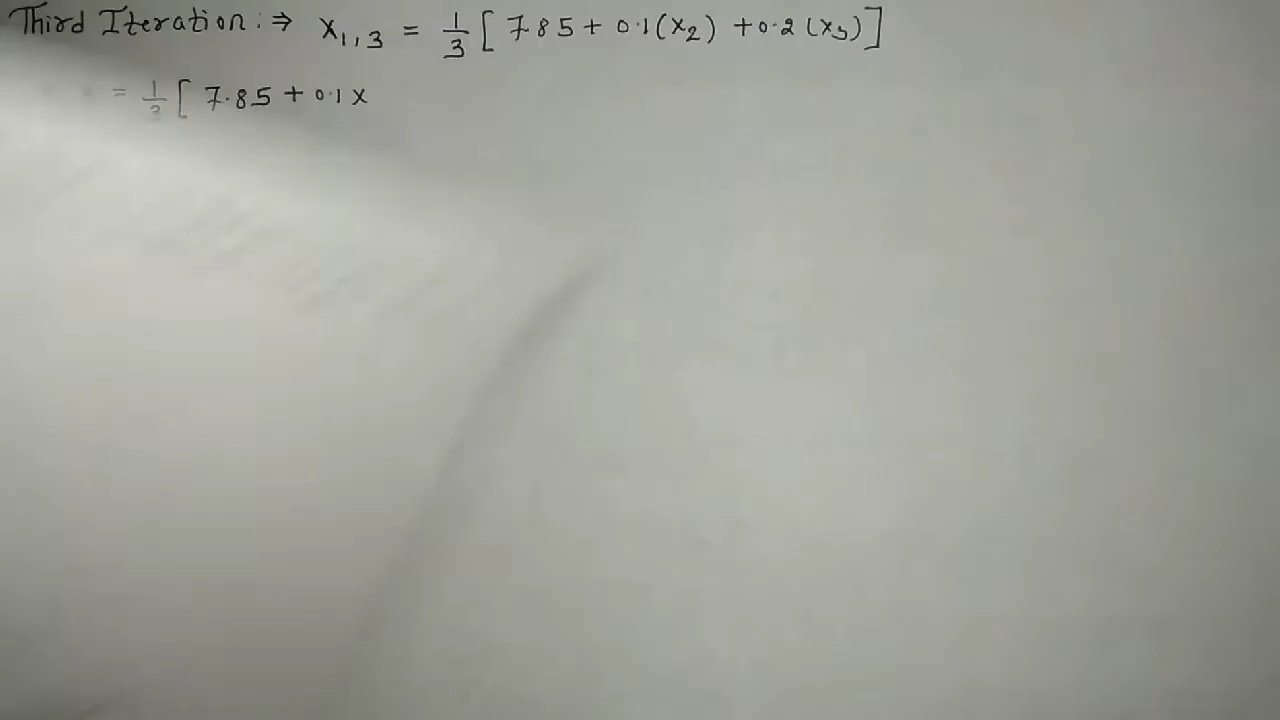 Third Iteration :⇒ x₁,₃ = 1/3 [ 7.85 + 0.1(x₂) + 0.2 (x₃) ]
= 1/3 [ 7.85 + 0.1 x